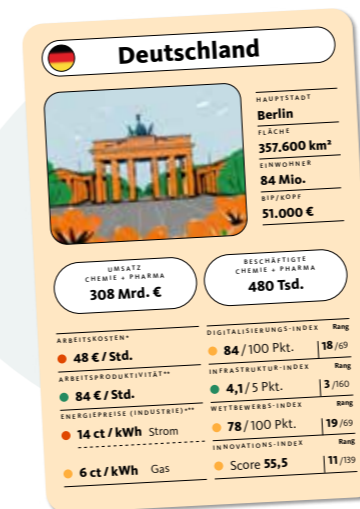 Deutschland
HAUPTSTADT
Berlin
FLÄCHE
357.600 km²
EINWOHNER
84 Mio.
BIP/KOPF
51.000 €
UMSATZ
CHEMIE + PHARMA
308 Mrd. €
BESCHÄFTIGTE
CHEMIE + PHARMA
480 Tsd.
ARBEITSKOSTEN*
48 € / Std.
ARBEITSPRODUKTIVITÄT**
84 € / Std.
ENERGIEPREISE (INDUSTRIE)***
14 ct / kWh Strom
6 ct / kWh Gas
DIGITALISIERUNGS-INDEX Rang
84 / 100 Pkt. 18 /69
INFRASTRUKTUR-INDEX Rang
4,1 / 5 Pkt. 3 /160
WETTBEWERBS-INDEX Rang
78 / 100 Pkt. 19 /69
INNOVATIONS-INDEX Rang
Score 55,5 11 /139